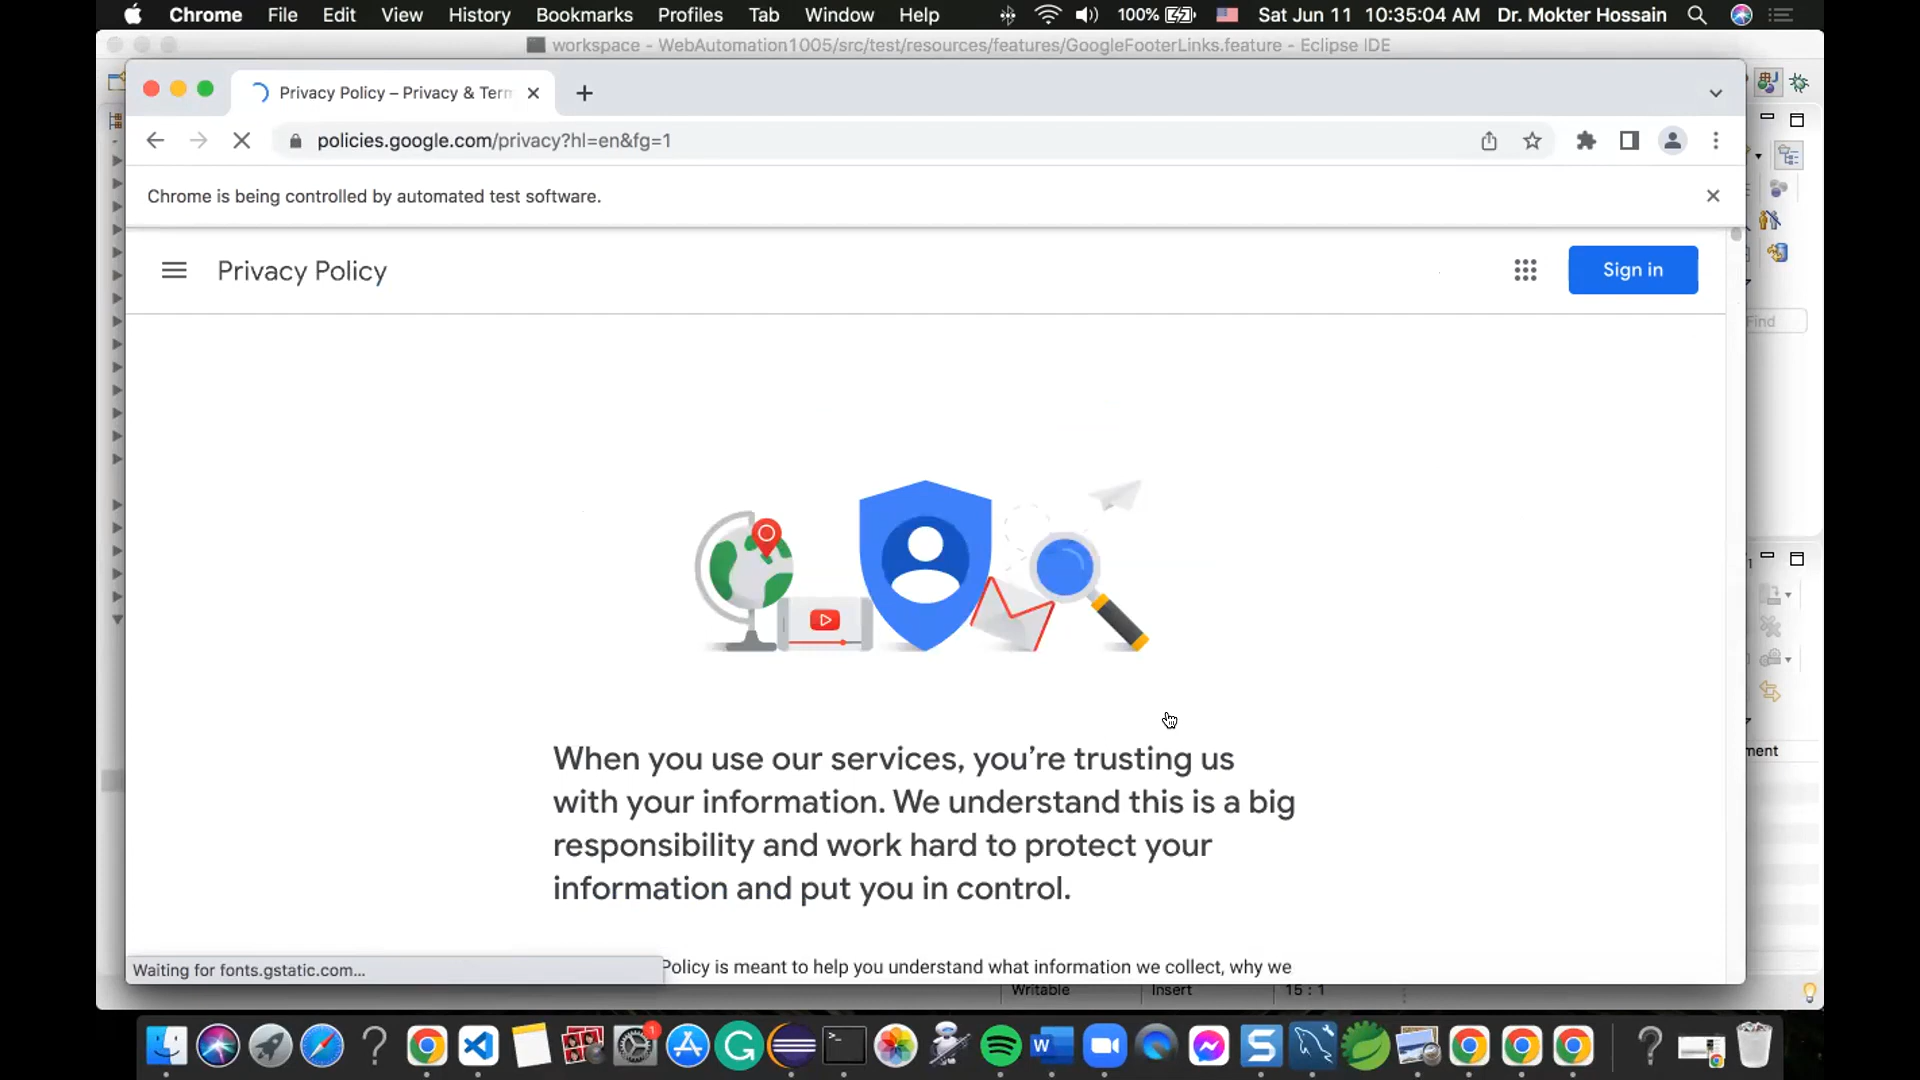 Chrome File Edit View History Bookmarks Profiles Tab Window Help 100% Sat Jun 11 10:35:04 AM Dr. Mokter Hossain
workspace - WebAutomation1005/src/test/resources/features/GoogleFooterLinks.feature - Eclipse IDE
Privacy Policy – Privacy & Term
policies.google.com/privacy?hl=en&fg=1
Chrome is being controlled by automated test software.
Privacy Policy
Sign in
Find
When you use our services, you’re trusting us
with your information. We understand this is a big
responsibility and work hard to protect your
information and put you in control.
ment
Waiting for fonts.gstatic.com...
Policy is meant to help you understand what information we collect, why we
Writable Insert 15 : 1
1